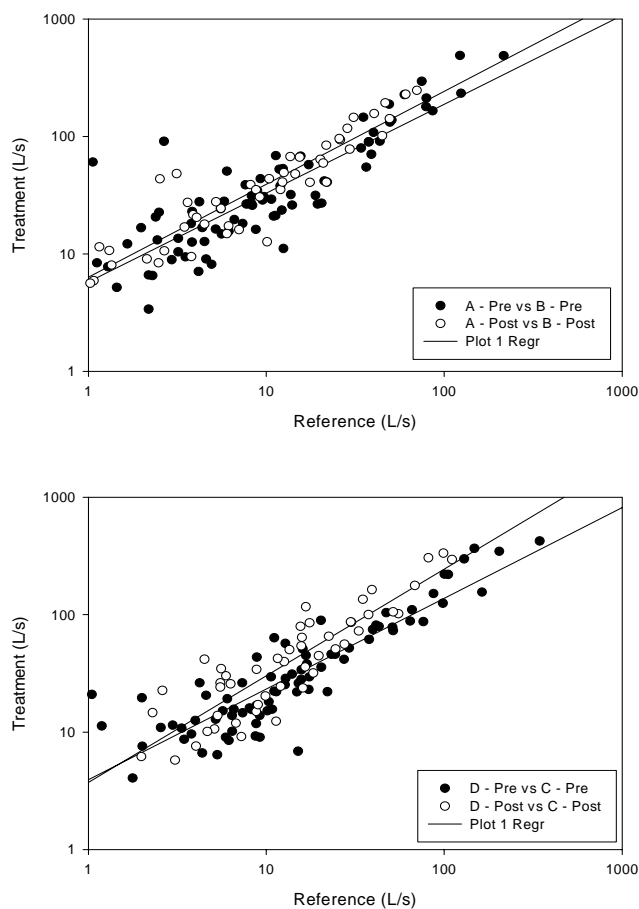 1000
100
10
1
Treatment (L/s)
A - Pre vs B - Pre
A - Post vs B - Post
Plot 1 Regr
1 10 100 1000
Reference (L/s)
1000
100
10
1
Treatment (L/s)
D - Pre vs C - Pre
D - Post vs C - Post
Plot 1 Regr
1 10 100 1000
Reference (L/s)